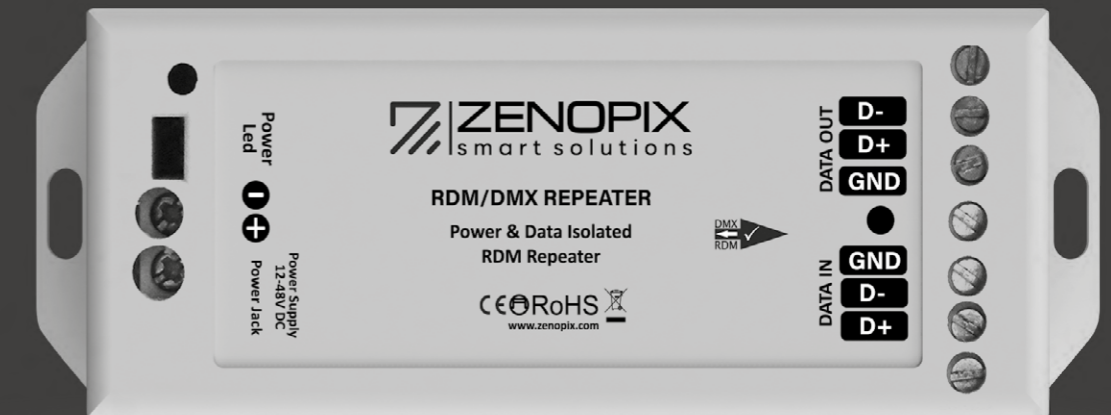 Power
Led
−
+
Power Supply
12-48V DC
Power Jack
ZENOPIX
smart solutions
RDM/DMX REPEATER
Power & Data Isolated
RDM Repeater
CE RoHS
www.zenopix.com
DMX
RDM
DATA OUT
D-
D+
GND
DATA IN
GND
D-
D+